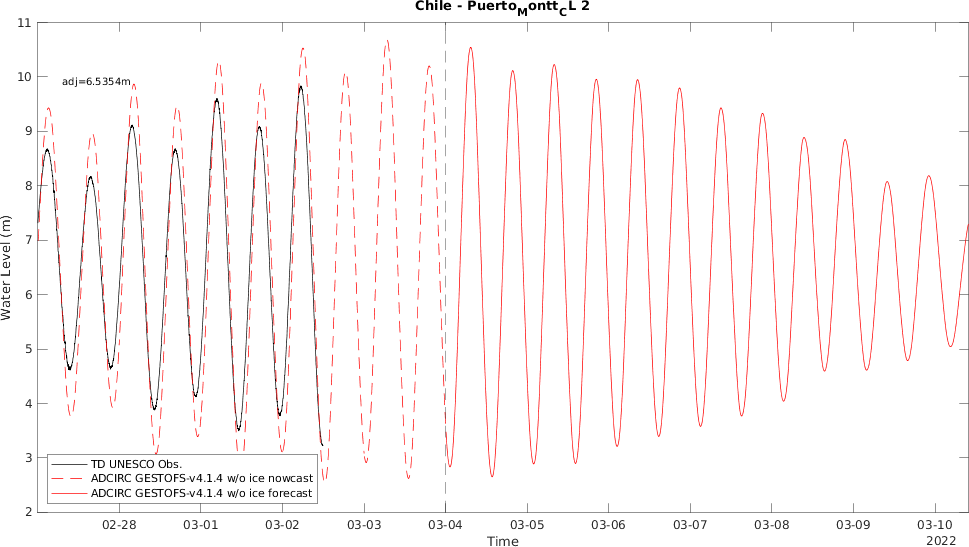 Chile - Puerto_Montt_CL 2
11
10
9
8
7
6
5
4
3
2
Water Level (m)
adj=6.5354m
TD UNESCO Obs.
ADCIRC GESTOFS-v4.1.4 w/o ice nowcast
ADCIRC GESTOFS-v4.1.4 w/o ice forecast
02-28 03-01 03-02 03-03 03-04 03-05 03-06 03-07 03-08 03-09 03-10
Time 2022